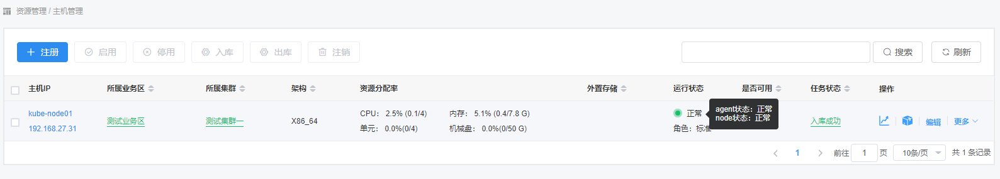 资源管理 / 主机管理
注册 启用 停用 入库 出库 注销 搜索 刷新
主机IP 所属业务区 所属集群 架构 资源分配率 外置存储 运行状态 是否可用 任务状态 操作
kube-node01 CPU： 2.5% (0.1/4) 内存： 5.1% (0.4/7.8 G) 正常 agent状态：正常
测试业务区 测试集群一 X86_64 node状态：正常 入库成功 编辑 更多
192.168.27.31 单元： 0.0%(0/4) 机械盘： 0.0%(0/50 G) 角色：标准
1 前往 1 页 10条/页 共 1 条记录